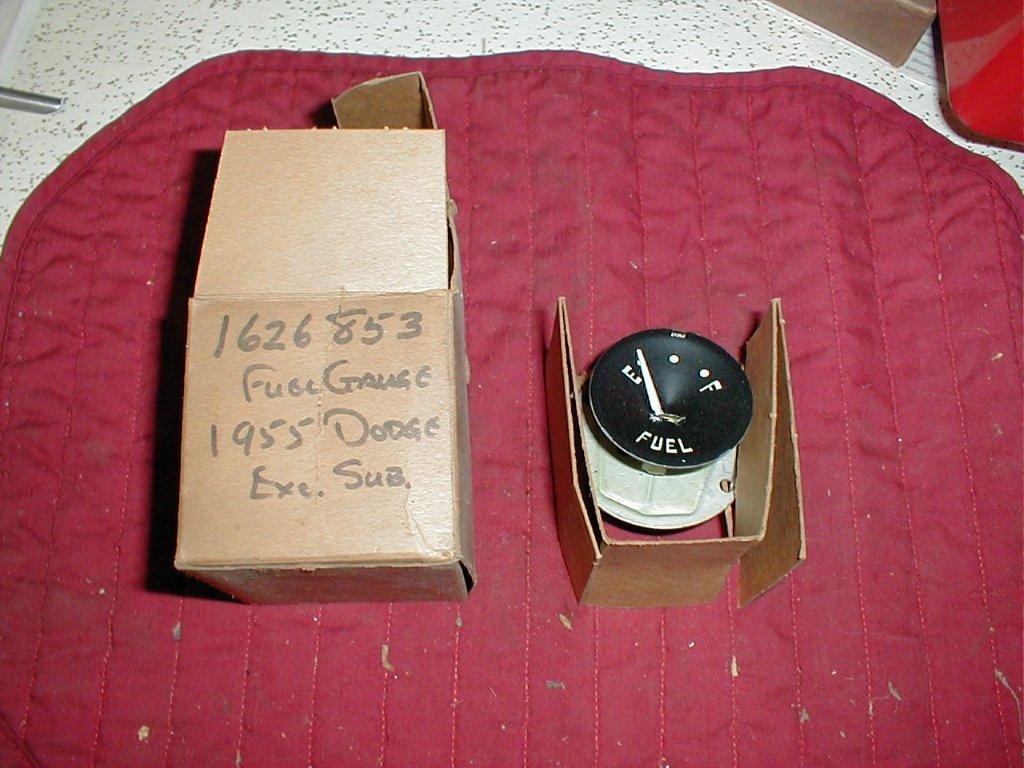 1626853
Fuel Gauge
1955 Dodge
Exc. Sub.
E F
FUEL